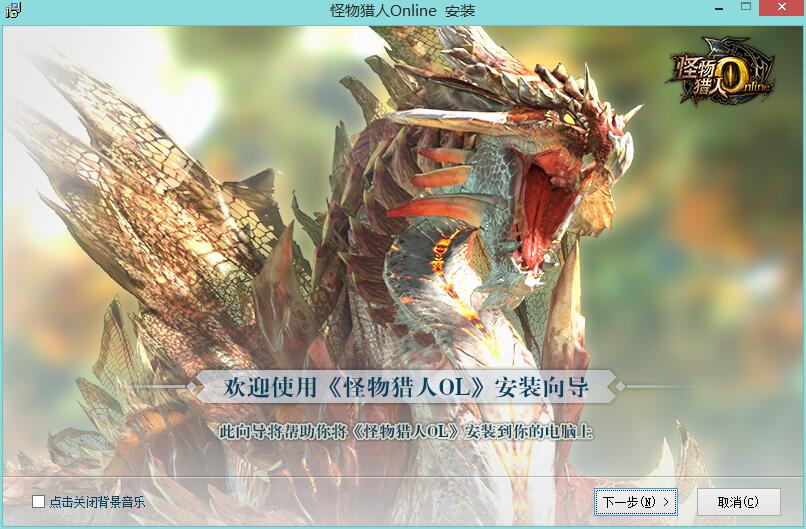 怪物猎人Online 安装
怪物
猎人Online
欢迎使用《怪物猎人OL》安装向导
此向导将帮助你将《怪物猎人OL》安装到你的电脑上
点击关闭背景音乐
下一步(N) >
取消(C)